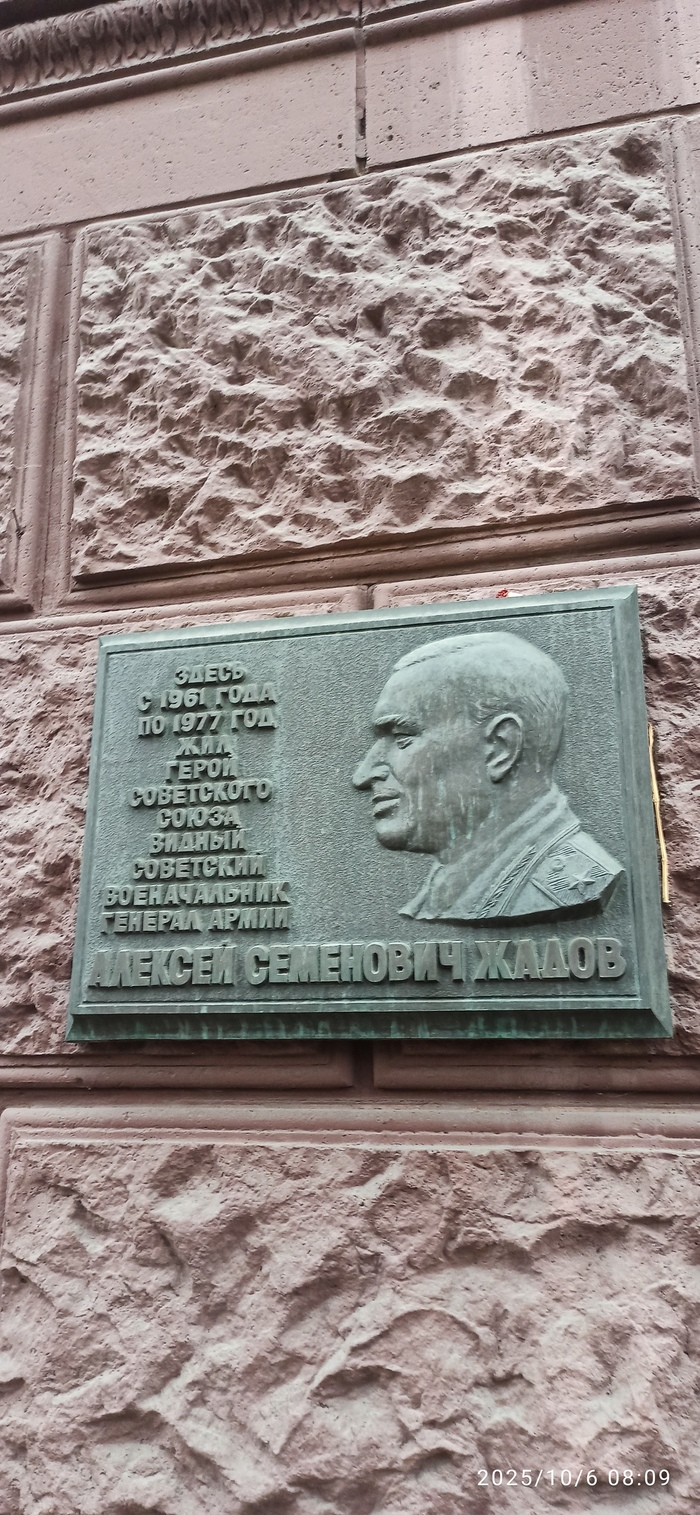 ЗДЕСЬ
С 1961 ГОДА
ПО 1977 ГОД
ЖИЛ
ГЕРОЙ
СОВЕТСКОГО
СОЮЗА
ВИДНЫЙ
СОВЕТСКИЙ
ВОЕНАЧАЛЬНИК
ГЕНЕРАЛ АРМИИ
АЛЕКСЕЙ СЕМЕНОВИЧ ЖАДОВ
2025/10/6 08:09